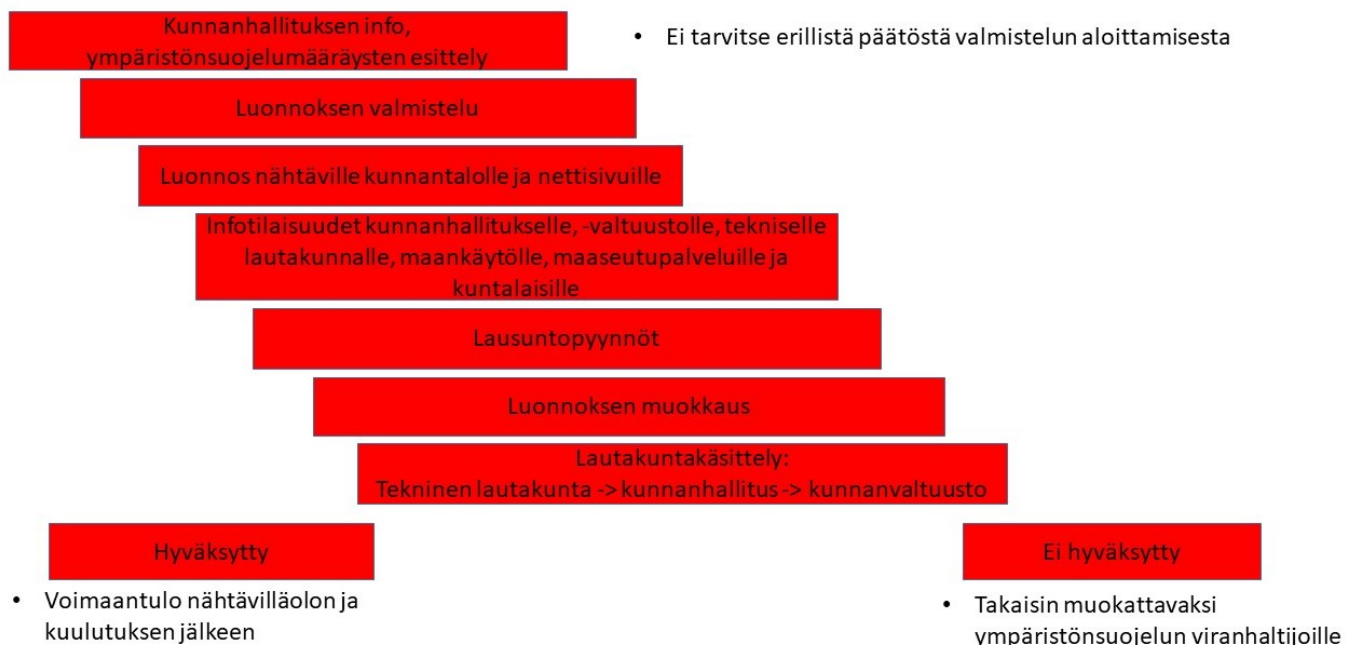 Kunnanhallituksen info,
ympäristönsuojelumääräysten esittely
• Ei tarvitse erillistä päätöstä valmistelun aloittamisesta
Luonnoksen valmistelu
Luonnos nähtäville kunnantalolle ja nettisivuille
Infotilaisuudet kunnanhallitukselle, -valtuustolle, tekniselle
lautakunnalle, maankäytölle, maaseutupalveluille ja
kuntalaisille
Lausuntopyynnöt
Luonnoksen muokkaus
Lautakuntakäsittely:
Tekninen lautakunta -> kunnanhallitus -> kunnanvaltuusto
Hyväksytty
• Voimaantulo nähtävilläolon ja
kuulutuksen jälkeen
Ei hyväksytty
• Takaisin muokattavaksi
ympäristönsuojelun viranhaltijoille